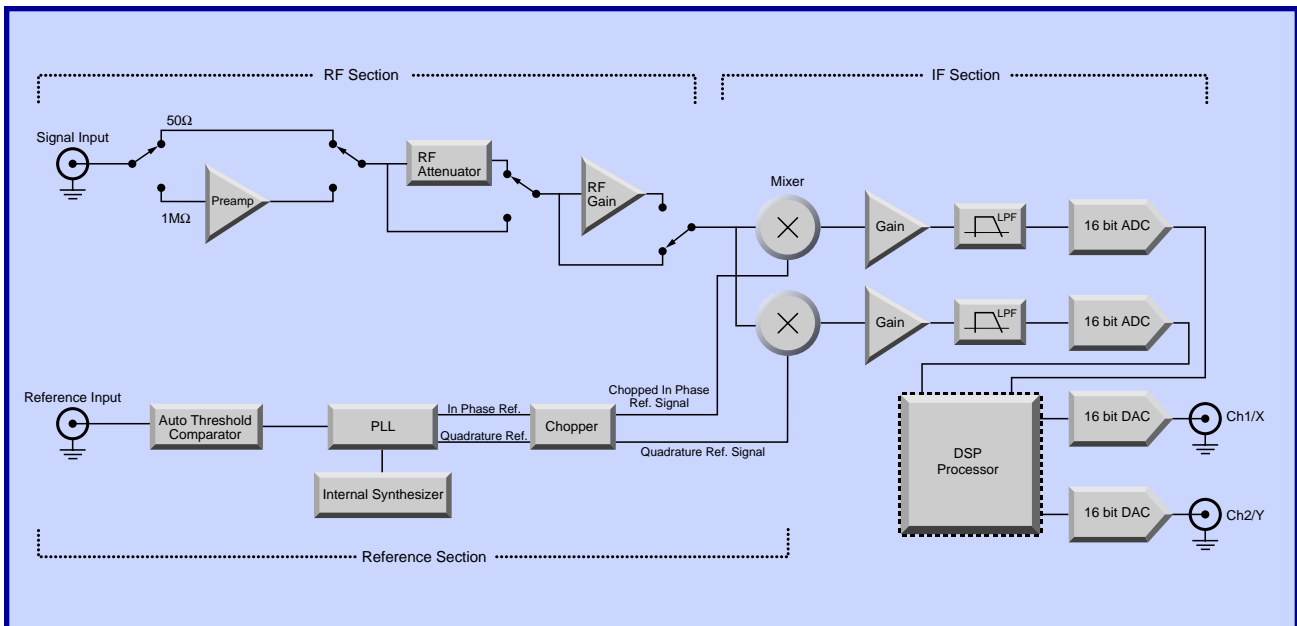 RF Section
IF Section
Signal Input
50Ω
1MΩ
Preamp
RF
Attenuator
RF
Gain
Mixer
Gain
LPF
16 bit ADC
Gain
LPF
16 bit ADC
Reference Input
Auto Threshold
Comparator
PLL
In Phase Ref.
Quadrature Ref.
Chopper
Chopped In Phase
Ref. Signal
Quadrature Ref. Signal
Internal Synthesizer
DSP
Processor
16 bit DAC
Ch1/X
16 bit DAC
Ch2/Y
Reference Section